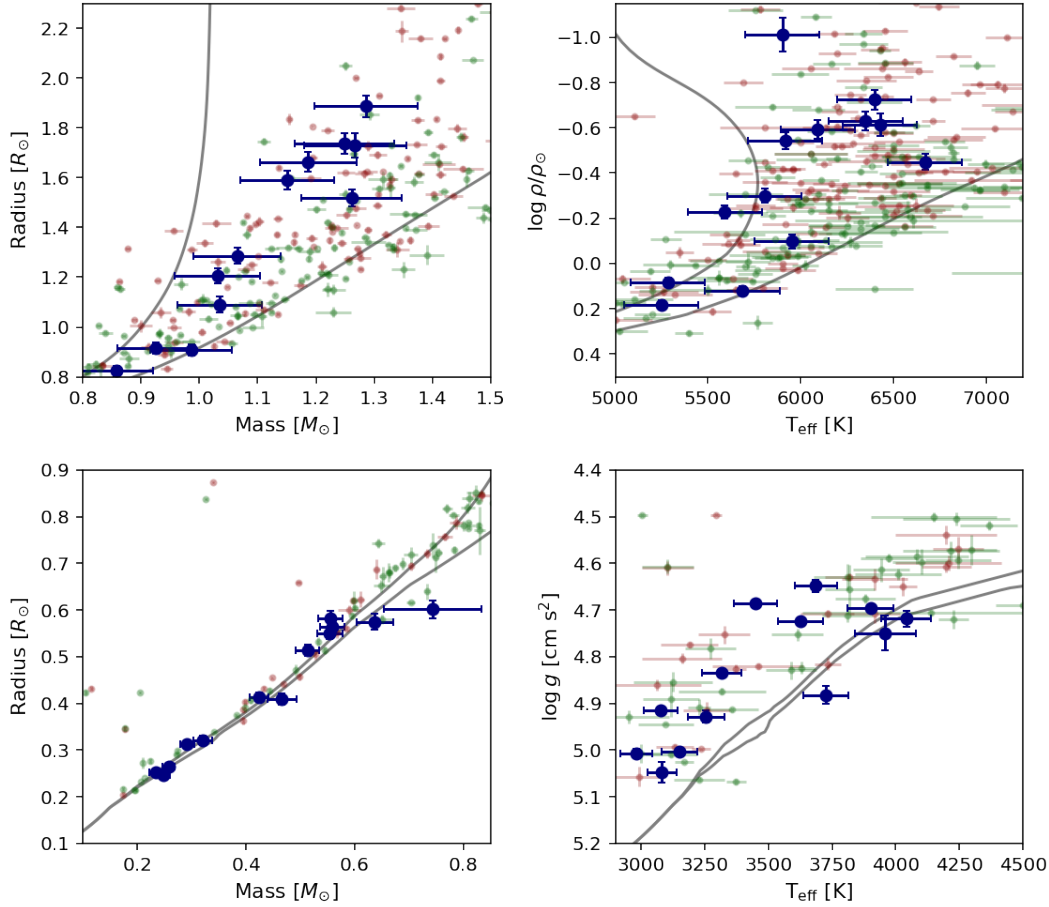 2.2
2.0
1.8
1.6
1.4
1.2
1.0
0.8
Radius [R⊙]
0.8 0.9 1.0 1.1 1.2 1.3 1.4 1.5
Mass [M⊙]
−1.0
−0.8
−0.6
−0.4
−0.2
0.0
0.2
0.4
log ρ/ρ⊙
5000 5500 6000 6500 7000
Teff [K]
0.9
0.8
0.7
0.6
0.5
0.4
0.3
0.2
0.1
Radius [R⊙]
0.2 0.4 0.6 0.8
Mass [M⊙]
4.4
4.5
4.6
4.7
4.8
4.9
5.0
5.1
5.2
log g [cm s²]
3000 3250 3500 3750 4000 4250 4500
Teff [K]